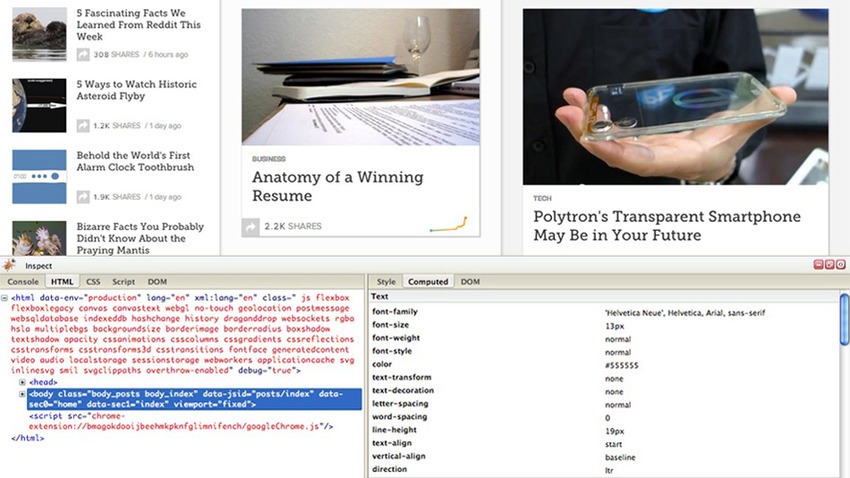 5 Fascinating Facts We
Learned From Reddit This
Week
308 SHARES / 6 hours ago
5 Ways to Watch Historic
Asteroid Flyby
1.2K SHARES / 1 day ago
Behold the World's First
Alarm Clock Toothbrush
1.9K SHARES / 1 day ago
Bizarre Facts You Probably
Didn't Know About the
Praying Mantis
BUSINESS
Anatomy of a Winning
Resume
2.2K SHARES
TECH
Polytron's Transparent Smartphone
May Be in Your Future
Inspect
Console HTML CSS Script DOM
<html data-env="production" lang="en" xml:lang="en" class=" js flexbox
flexboxlegacy canvas canvastext webgl no-touch geolocation postmessage
websqldatabase indexeddb hashchange history draganddrop websockets rgba
hsla multiplebgs backgroundsize borderimage borderradius boxshadow
textshadow opacity cssanimations csscolumns cssgradients cssreflections
csstransforms csstransforms3d csstransitions fontface generatedcontent
video audio localstorage sessionstorage webworkers applicationcache svg
inlinesvg smil svgclippaths overthrow-enabled" debug="true">
<head>
<body class="body_posts body_index" data-jsid="posts/index" data-
sec0="home" data-sec1="index" viewport="fixed">
<script src="chrome-
extension://bmagokdooijbeehmkpknfglimnifench/googleChrome.js"/>
</html>
Style Computed DOM
Text
font-family 'Helvetica Neue', Helvetica, Arial, sans-serif
font-size 13px
font-weight normal
font-style normal
color #555555
text-transform none
text-decoration none
letter-spacing normal
word-spacing 0
line-height 19px
text-align start
vertical-align baseline
direction ltr